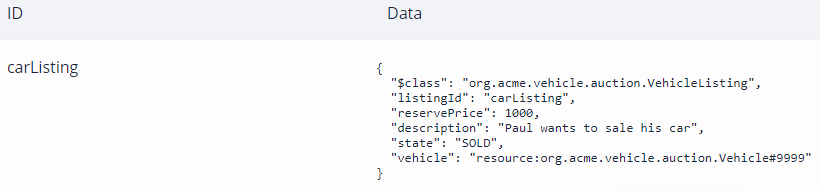 ID Data
carListing
{
"$class": "org.acme.vehicle.auction.VehicleListing",
"listingId": "carListing",
"reservePrice": 1000,
"description": "Paul wants to sale his car",
"state": "SOLD",
"vehicle": "resource:org.acme.vehicle.auction.Vehicle#9999"
}